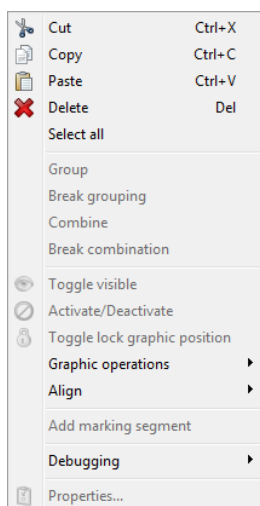 Cut Ctrl+X
Copy Ctrl+C
Paste Ctrl+V
Delete Del
Select all
Group
Break grouping
Combine
Break combination
Toggle visible
Activate/Deactivate
Toggle lock graphic position
Graphic operations
Align
Add marking segment
Debugging
Properties...